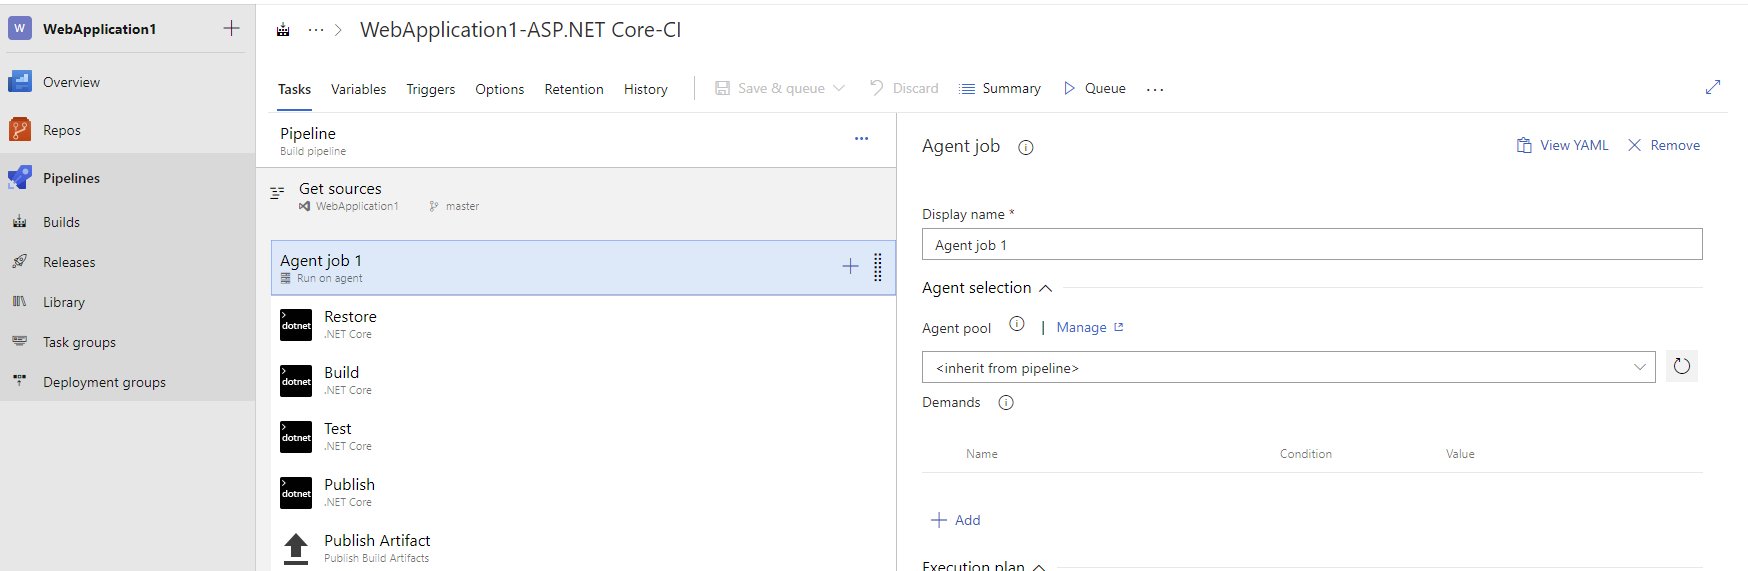 W WebApplication1
Overview
Repos
Pipelines
Builds
Releases
Library
Task groups
Deployment groups
WebApplication1-ASP.NET Core-CI
Tasks Variables Triggers Options Retention History Save & queue Discard Summary Queue ...
Pipeline
Build pipeline
Get sources
WebApplication1 master
Agent job 1
Run on agent
>
dotnet
Restore
.NET Core
>
dotnet
Build
.NET Core
>
dotnet
Test
.NET Core
>
dotnet
Publish
.NET Core
Publish Artifact
Publish Build Artifacts
Agent job View YAML Remove
Display name *
Agent job 1
Agent selection
Agent pool | Manage
<inherit from pipeline>
Demands
Name Condition Value
Add
Execution plan